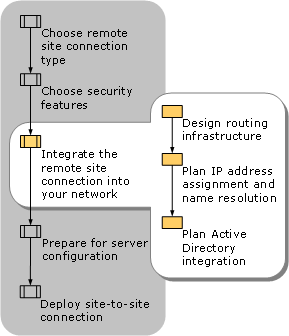 Choose remote
site connection
type
Choose security
features
Integrate the
remote site
connection into
your network
Prepare for server
configuration
Deploy site-to-site
connection
Design routing
infrastructure
Plan IP address
assignment and
name resolution
Plan Active
Directory
integration